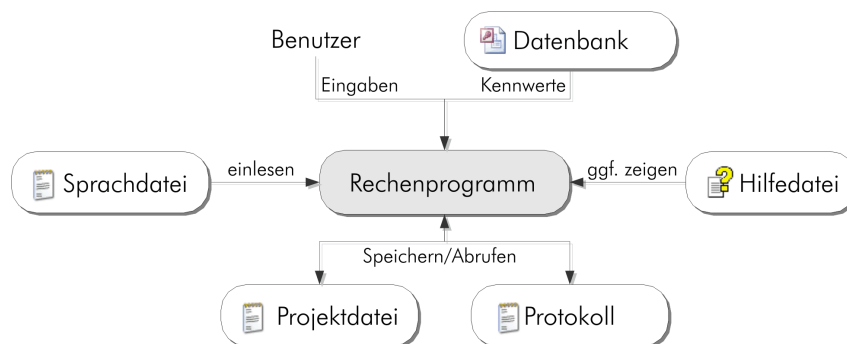 Benutzer
Datenbank
Eingaben
Kennwerte
Sprachdatei
einlesen
Rechenprogramm
ggf. zeigen
Hilfedatei
Speichern/Abrufen
Projektdatei
Protokoll